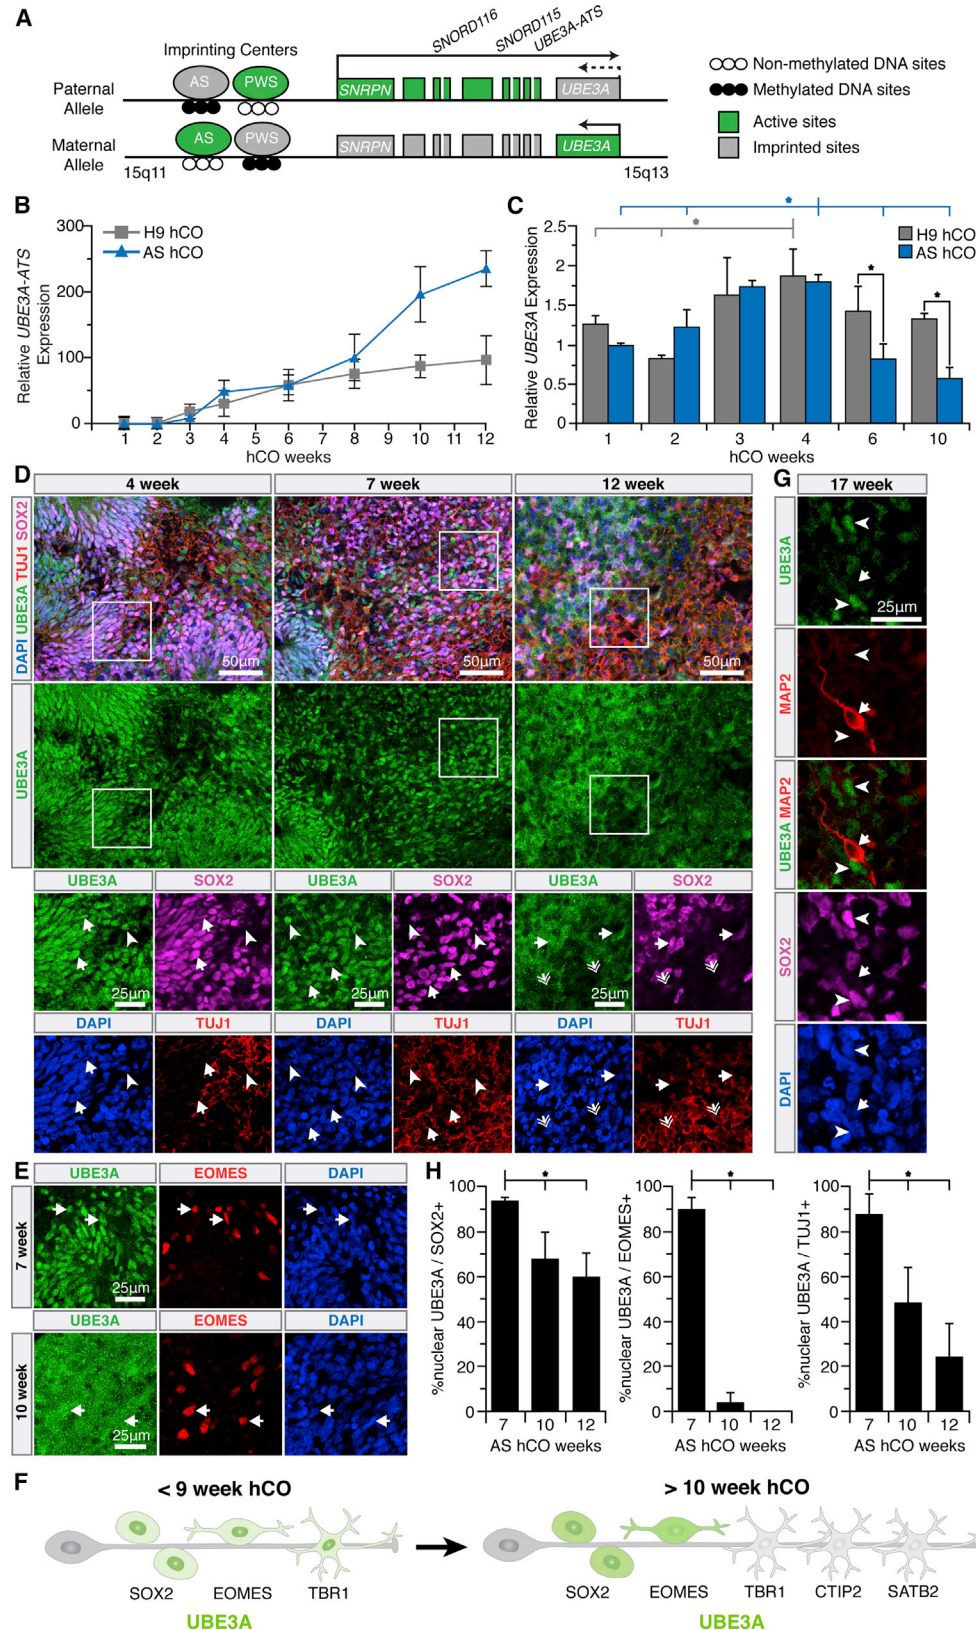 A
SNORD116
SNORD115
UBE3A-ATS
Imprinting Centers
Paternal
Allele
AS
PWS
SNRPN
UBE3A
Maternal
Allele
AS
PWS
SNRPN
UBE3A
15q11
15q13
Non-methylated DNA sites
Methylated DNA sites
Active sites
Imprinted sites
B
Relative UBE3A-ATS
Expression
300
200
100
0
H9 hCO
AS hCO
1 2 3 4 5 6 7 8 10 11 12
hCO weeks
C
Relative UBE3A Expression
2.5
2
1.5
1
0.5
0
*
*
*
*
H9 hCO
AS hCO
1 2 3 4 6 10
hCO weeks
D
4 week
7 week
12 week
DAPI UBE3A TUJ1 SOX2
50µm
50µm
50µm
UBE3A
UBE3A
SOX2
UBE3A
SOX2
UBE3A
SOX2
25µm
25µm
25µm
DAPI
TUJ1
DAPI
TUJ1
DAPI
TUJ1
G
17 week
UBE3A
25µm
MAP2
UBE3A MAP2
SOX2
DAPI
E
UBE3A
EOMES
DAPI
7 week
25µm
UBE3A
EOMES
DAPI
10 week
25µm
H
%nuclear UBE3A / SOX2+
100
80
60
40
20
0
*
7 10 12
AS hCO weeks
%nuclear UBE3A / EOMES+
100
80
60
40
20
0
*
7 10 12
AS hCO weeks
%nuclear UBE3A / TUJ1+
100
80
60
40
20
0
*
7 10 12
AS hCO weeks
F
< 9 week hCO
SOX2
EOMES
TBR1
UBE3A
> 10 week hCO
SOX2
EOMES
TBR1
CTIP2
SATB2
UBE3A